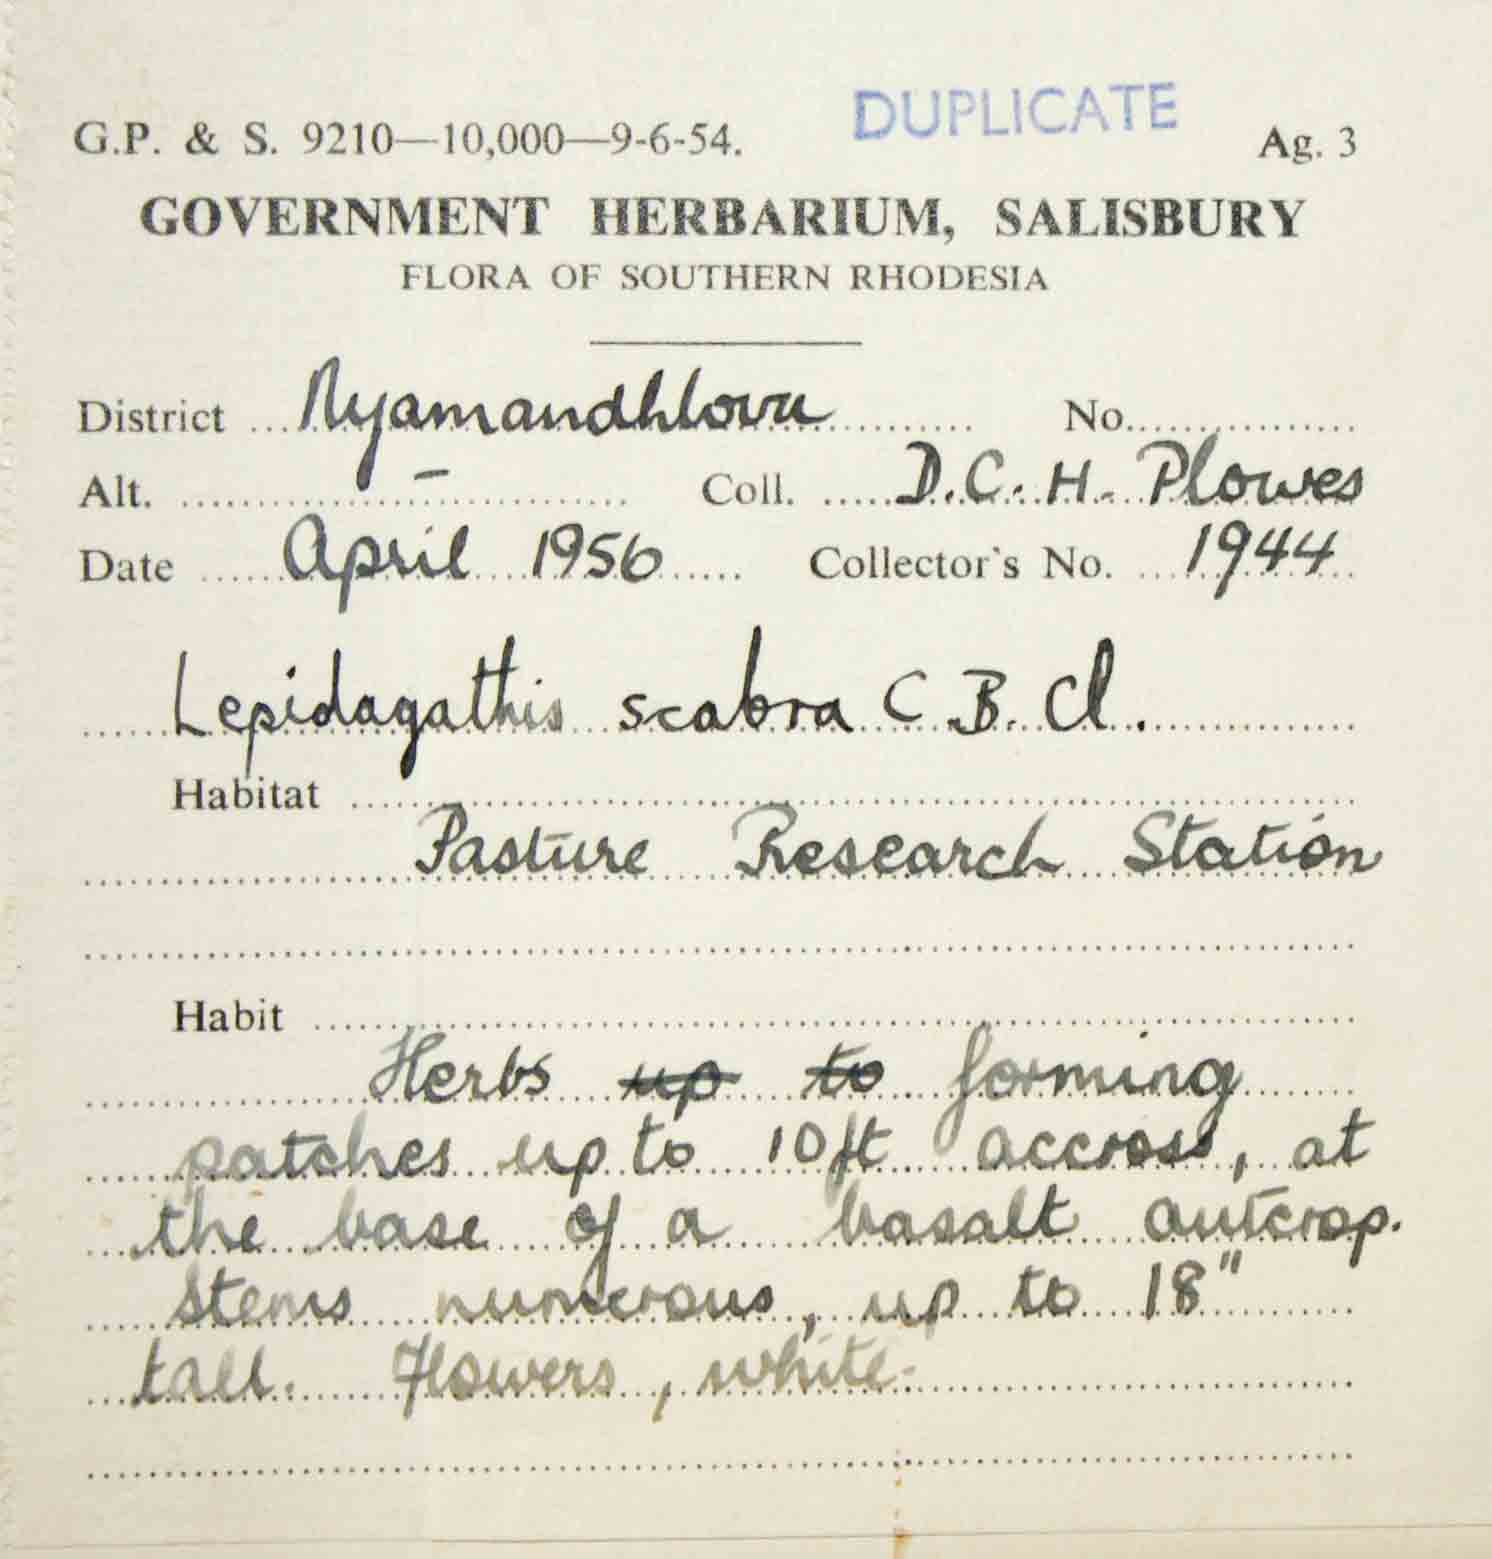 DUPLICATE
G.P. & S. 9210—10,000—9-6-54. Ag. 3
GOVERNMENT HERBARIUM, SALISBURY
FLORA OF SOUTHERN RHODESIA
District Nyamandhlovu No.
Alt. – Coll. D.C.H. Plowes
Date April 1956 Collector's No. 1944
Lepidagathis scabra C B. Cl.
Habitat
Pasture Research Station
Habit
Herbs up to forming
patches up to 10ft accross, at
the base of a basalt outcrop.
Stems numerous, up to 18"
tall. Flowers, white.